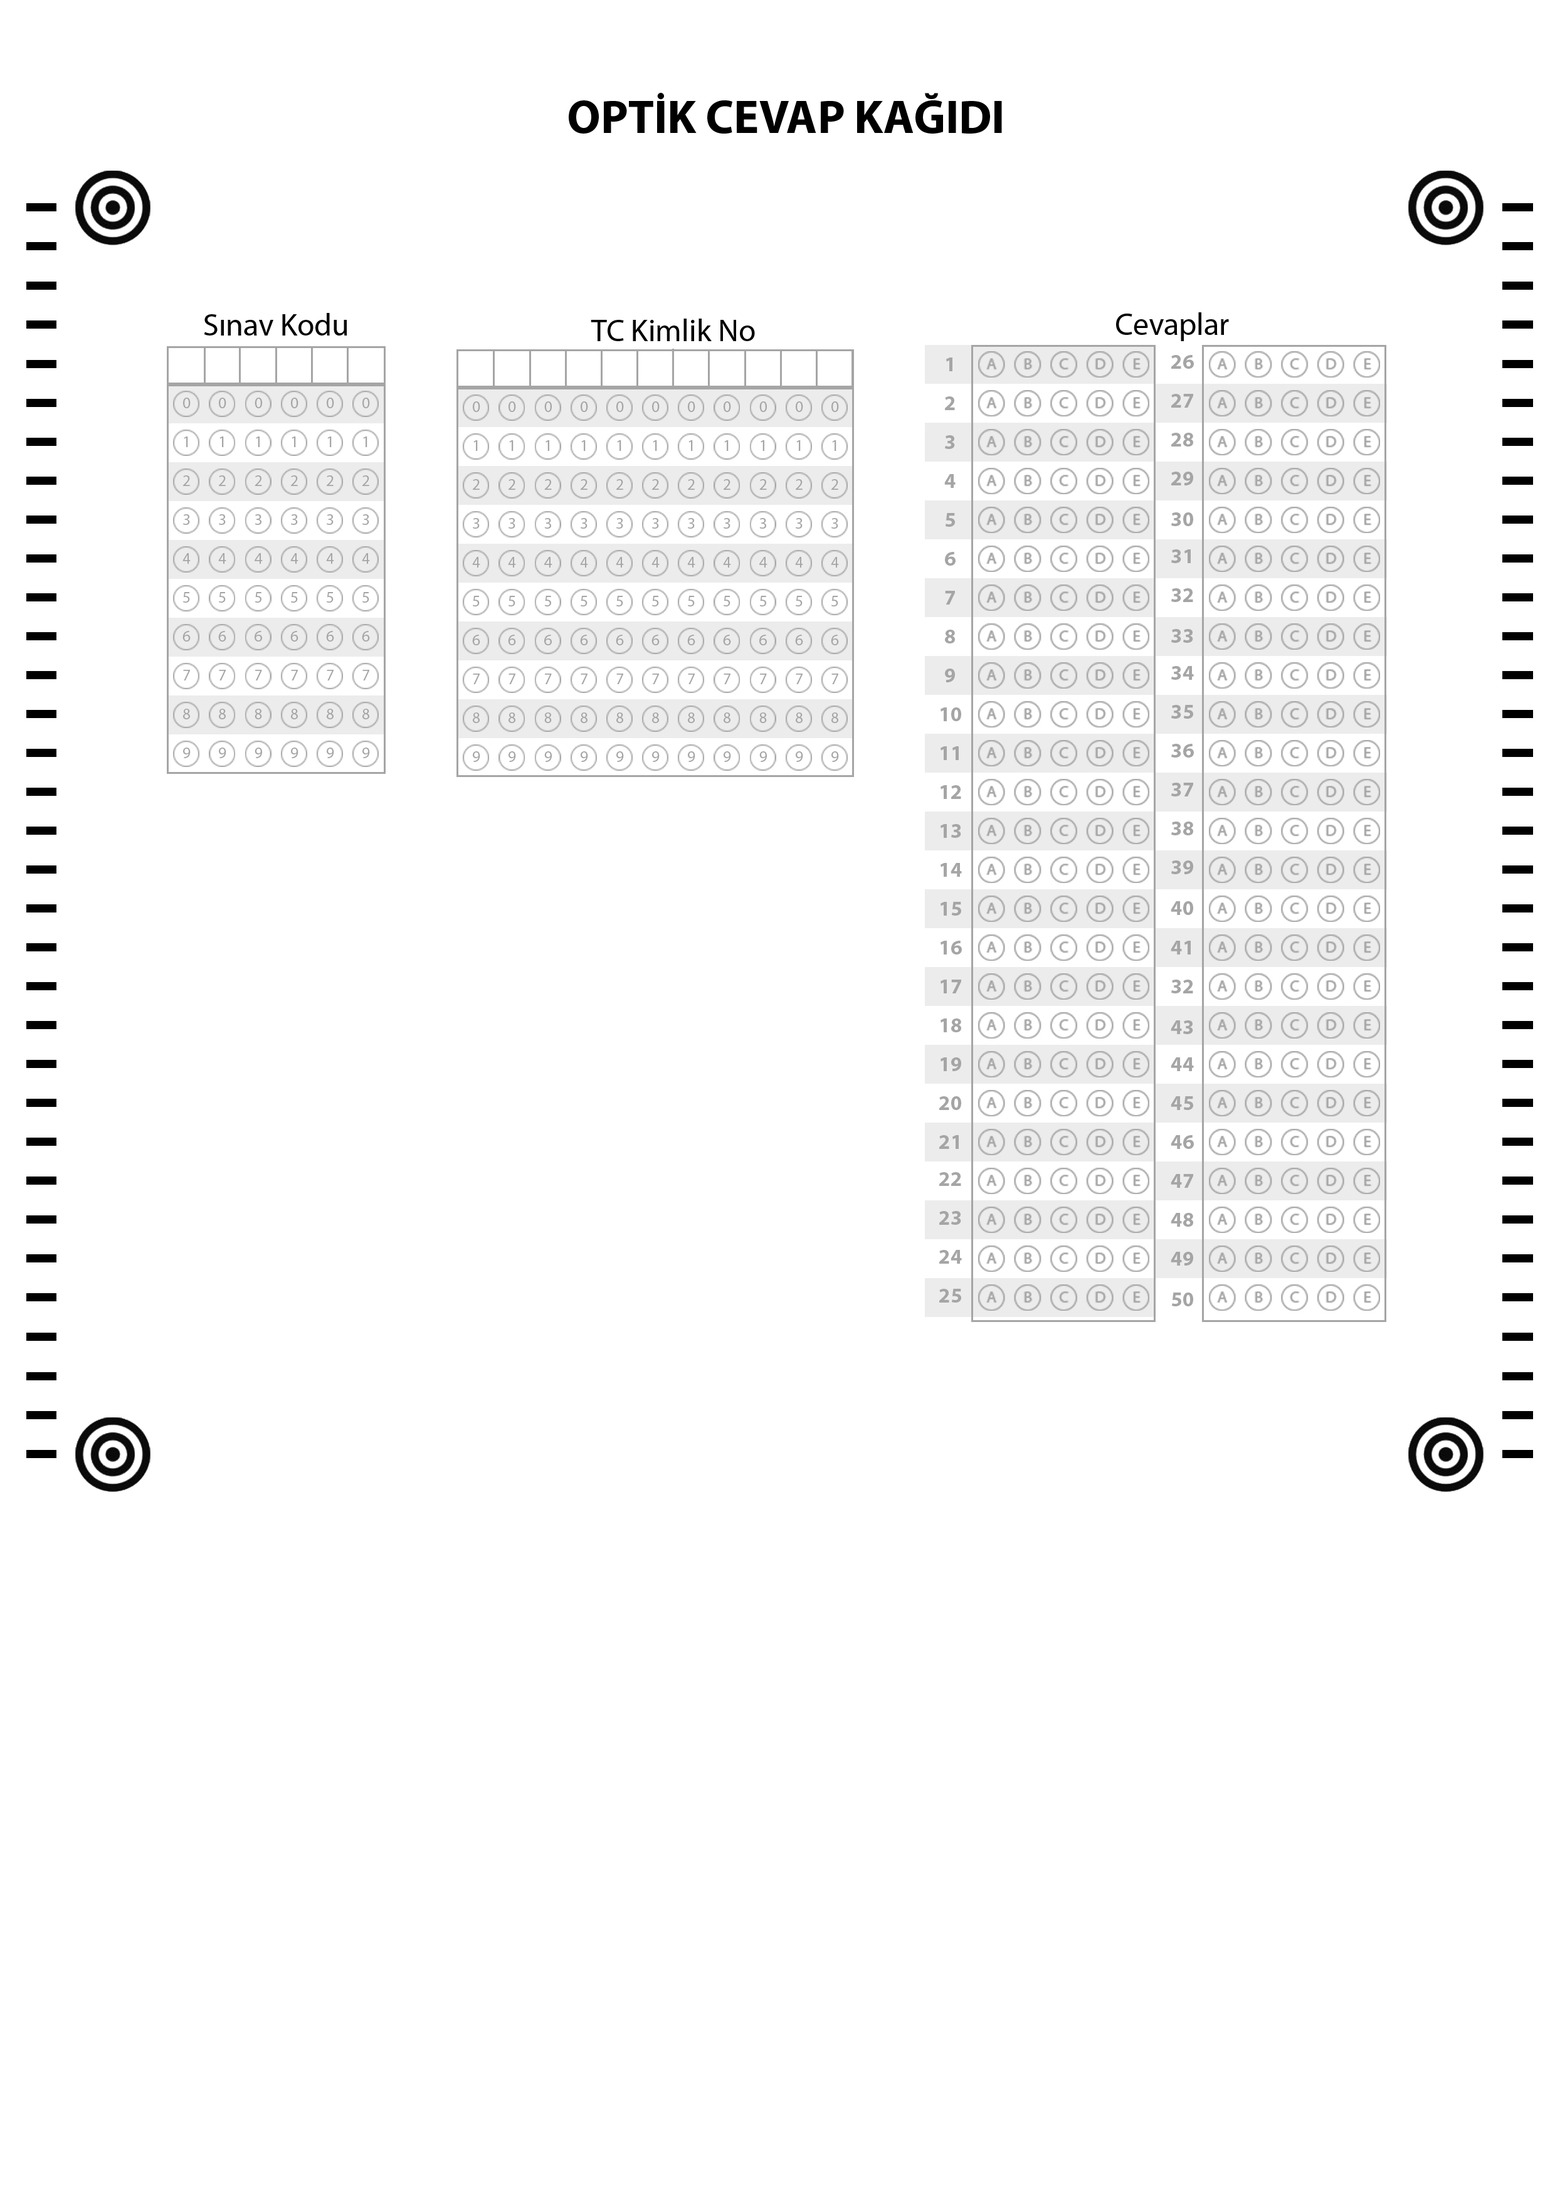 OPTİK CEVAP KAĞIDI
Sınav Kodu
0 0 0 0 0 0
1 1 1 1 1 1
2 2 2 2 2 2
3 3 3 3 3 3
4 4 4 4 4 4
5 5 5 5 5 5
6 6 6 6 6 6
7 7 7 7 7 7
8 8 8 8 8 8
9 9 9 9 9 9
TC Kimlik No
0 0 0 0 0 0 0 0 0 0 0
1 1 1 1 1 1 1 1 1 1 1
2 2 2 2 2 2 2 2 2 2 2
3 3 3 3 3 3 3 3 3 3 3
4 4 4 4 4 4 4 4 4 4 4
5 5 5 5 5 5 5 5 5 5 5
6 6 6 6 6 6 6 6 6 6 6
7 7 7 7 7 7 7 7 7 7 7
8 8 8 8 8 8 8 8 8 8 8
9 9 9 9 9 9 9 9 9 9 9
Cevaplar
1 A B C D E 26 A B C D E
2 A B C D E 27 A B C D E
3 A B C D E 28 A B C D E
4 A B C D E 29 A B C D E
5 A B C D E 30 A B C D E
6 A B C D E 31 A B C D E
7 A B C D E 32 A B C D E
8 A B C D E 33 A B C D E
9 A B C D E 34 A B C D E
10 A B C D E 35 A B C D E
11 A B C D E 36 A B C D E
12 A B C D E 37 A B C D E
13 A B C D E 38 A B C D E
14 A B C D E 39 A B C D E
15 A B C D E 40 A B C D E
16 A B C D E 41 A B C D E
17 A B C D E 32 A B C D E
18 A B C D E 43 A B C D E
19 A B C D E 44 A B C D E
20 A B C D E 45 A B C D E
21 A B C D E 46 A B C D E
22 A B C D E 47 A B C D E
23 A B C D E 48 A B C D E
24 A B C D E 49 A B C D E
25 A B C D E 50 A B C D E